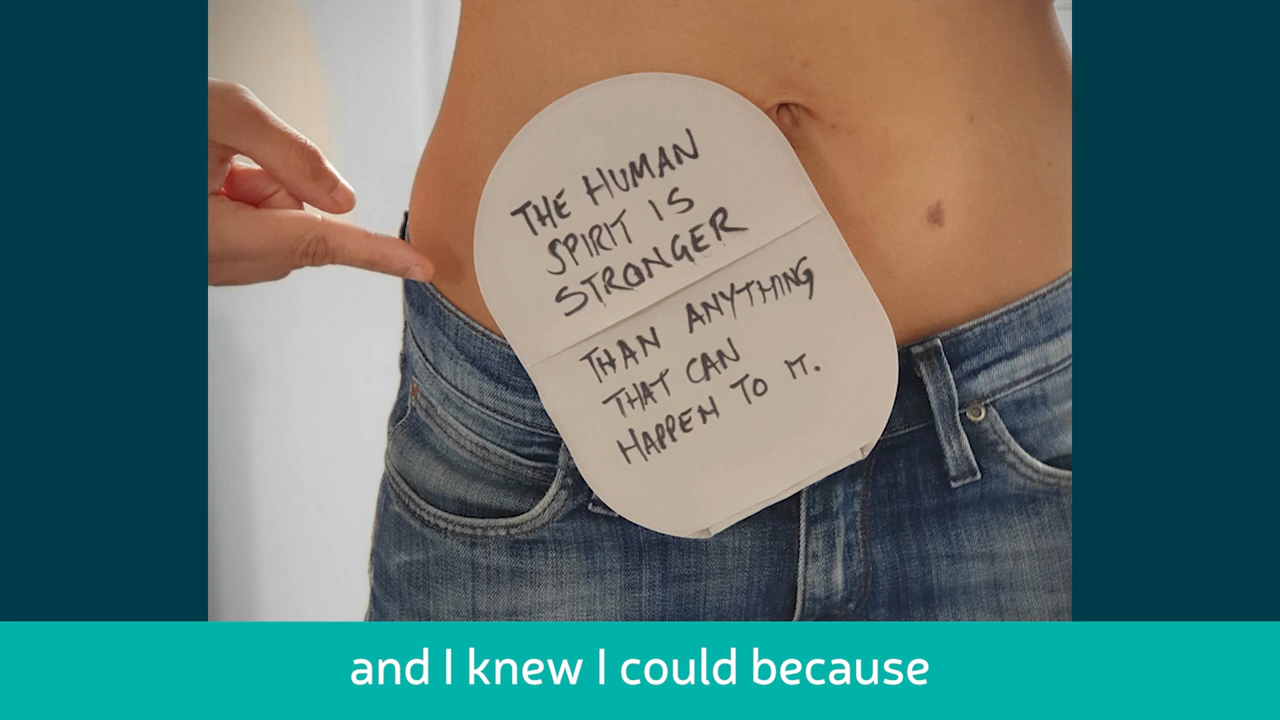 THE HUMAN
SPIRIT IS
STRONGER
THAN ANYTHING
THAT CAN
HAPPEN TO IT.
and I knew I could because